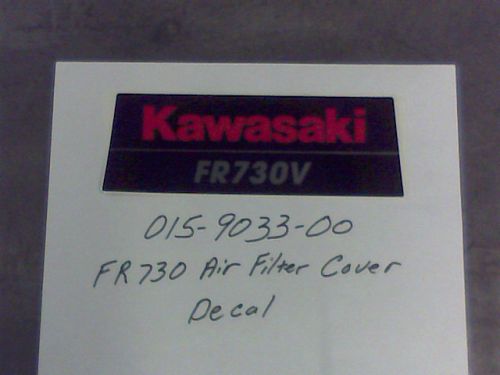 Kawasaki
FR730V
015-9033-00
FR730 Air Filter Cover
Decal